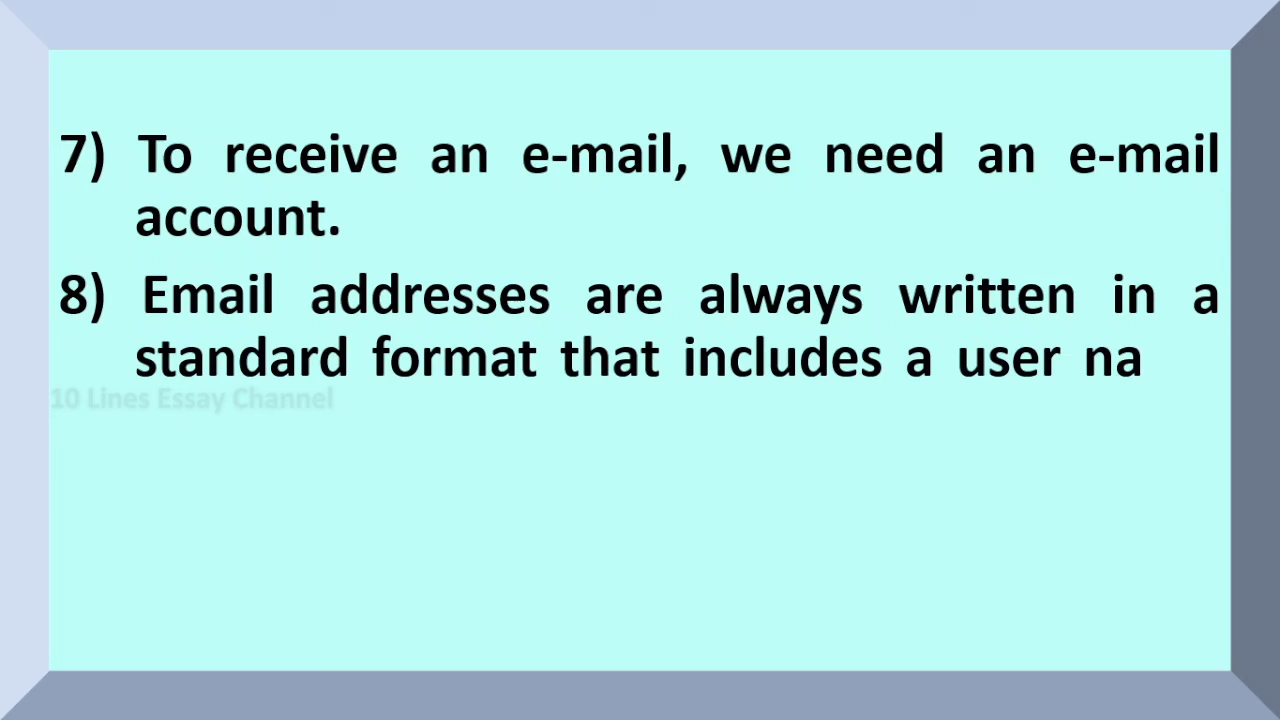 7) To receive an e-mail, we need an e-mail
account.
8) Email addresses are always written in a
standard format that includes a user na
10 Lines Essay Channel